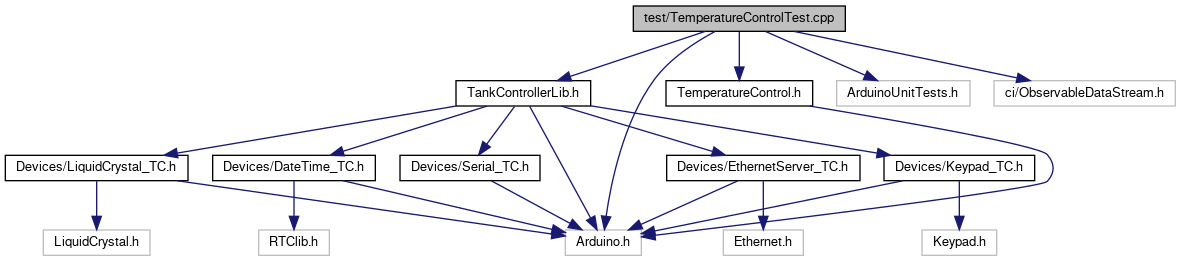 test/TemperatureControlTest.cpp
TankControllerLib.h
TemperatureControl.h
ArduinoUnitTests.h
ci/ObservableDataStream.h
Devices/LiquidCrystal_TC.h
Devices/DateTime_TC.h
Devices/Serial_TC.h
Devices/EthernetServer_TC.h
Devices/Keypad_TC.h
LiquidCrystal.h
RTClib.h
Arduino.h
Ethernet.h
Keypad.h